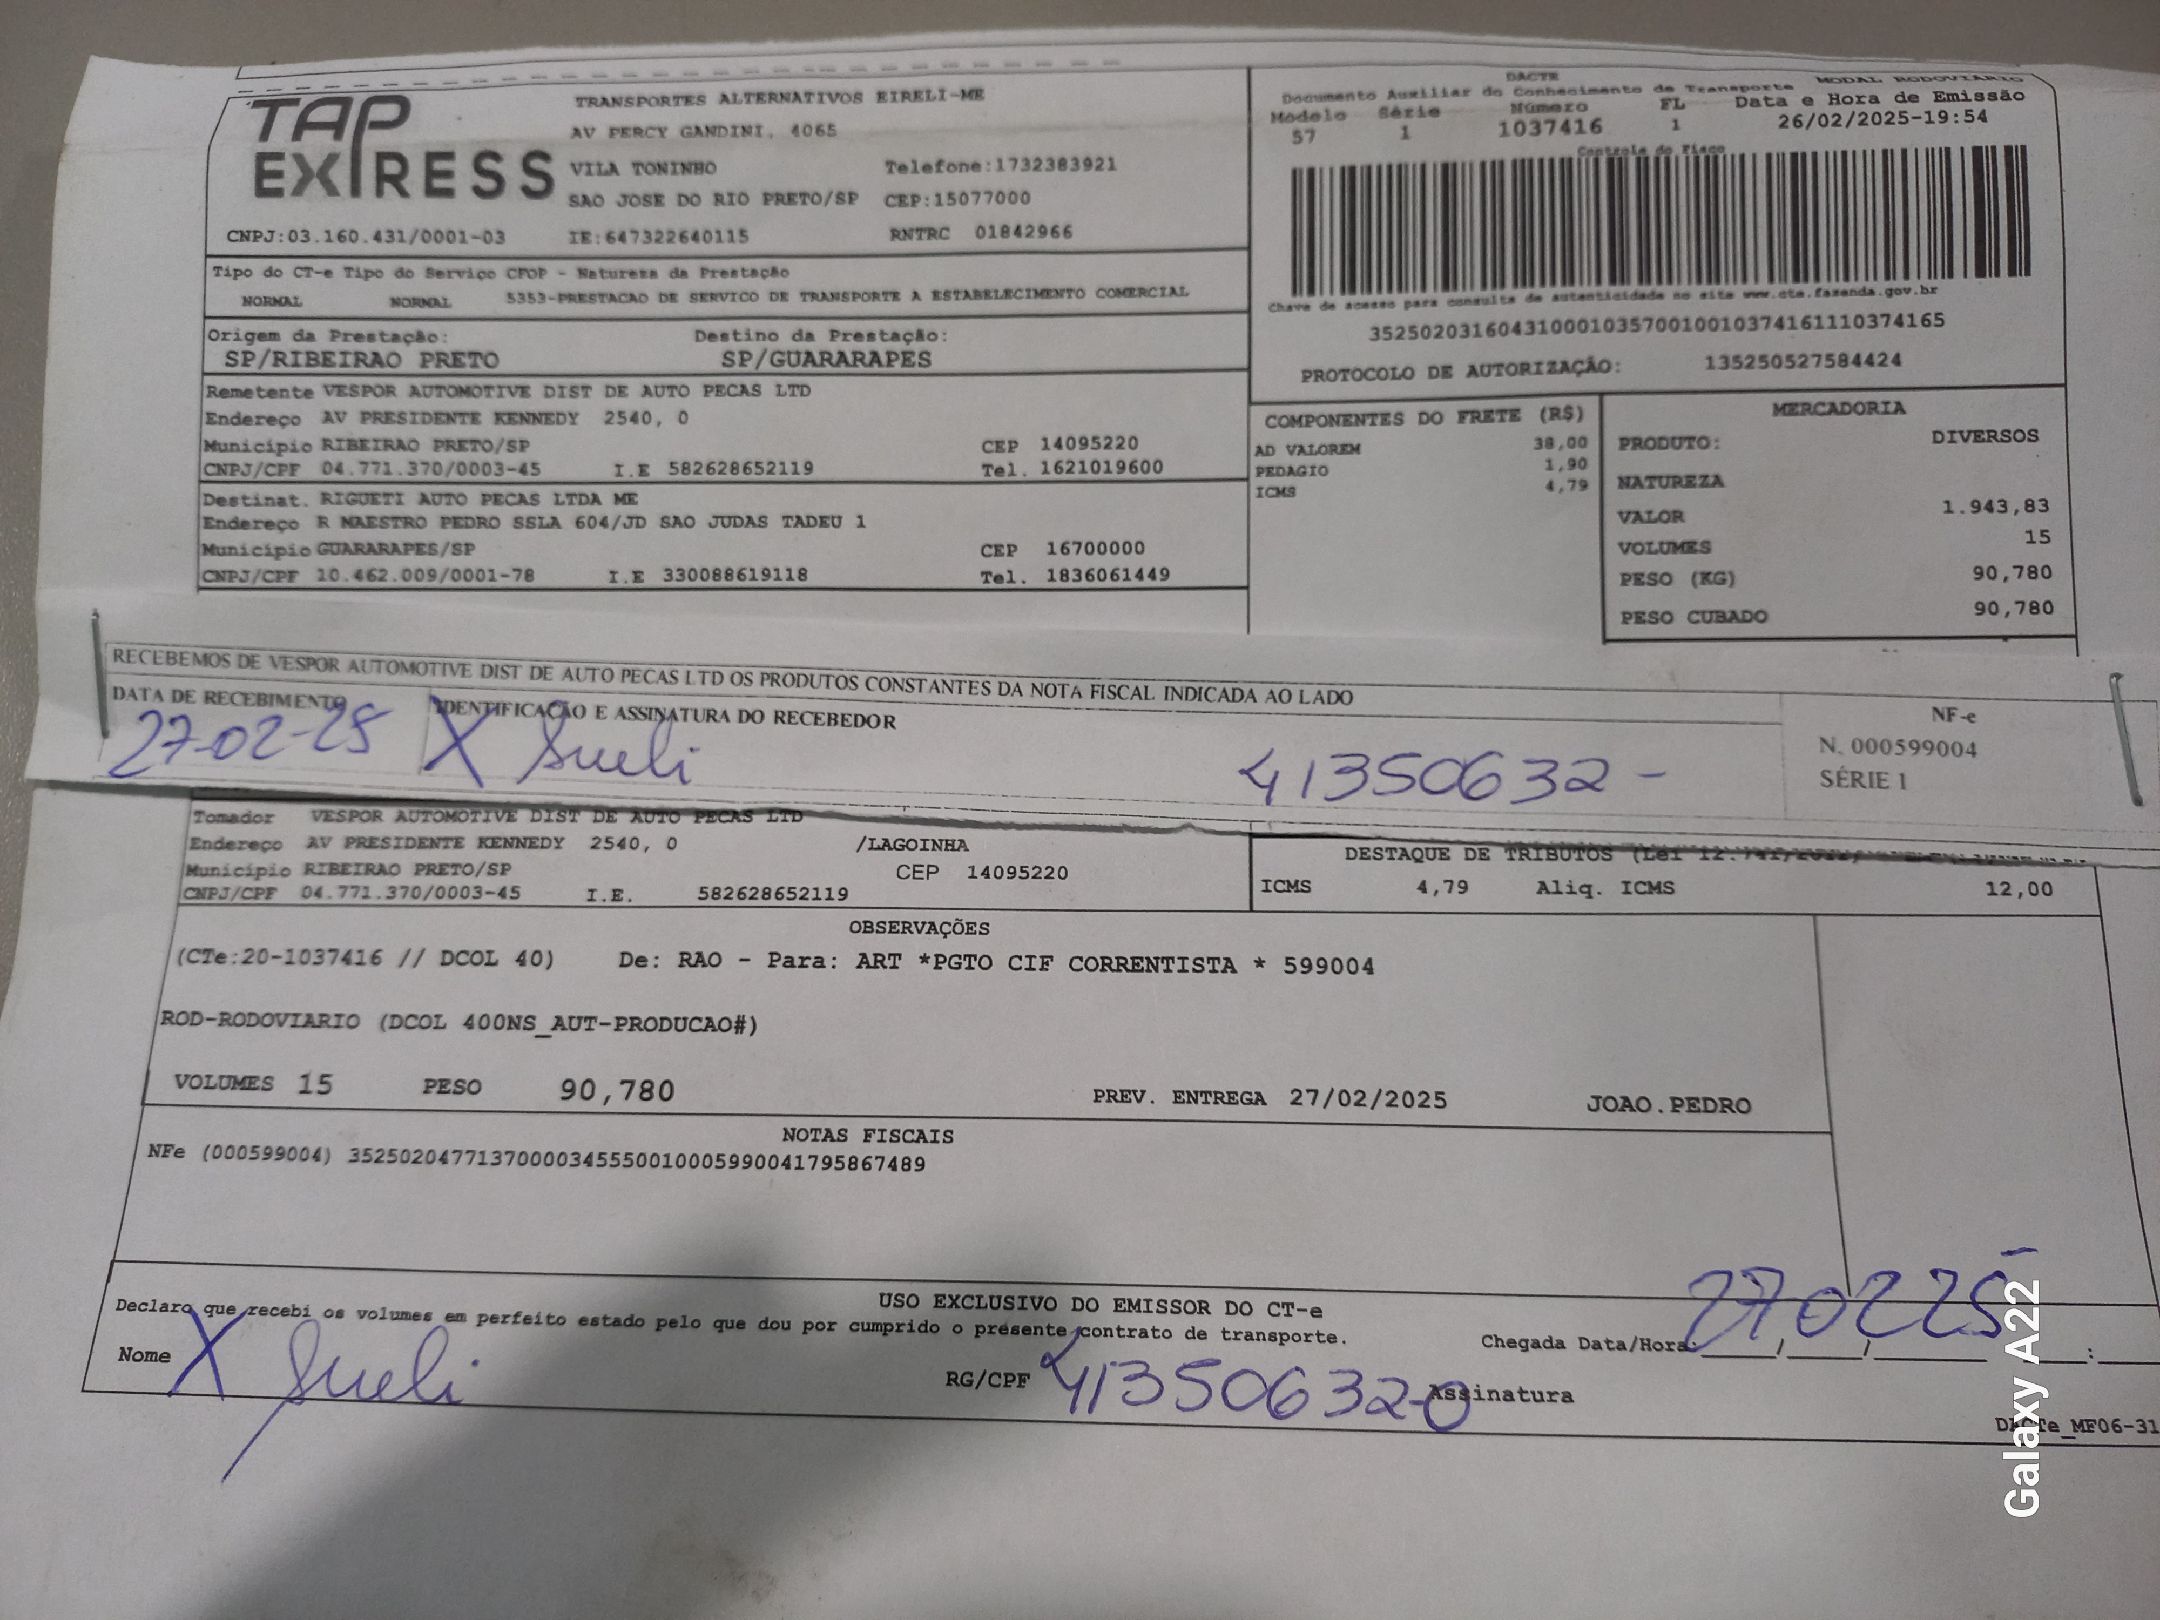 TAP EXPRESS
TRANSPORTES ALTERNATIVOS EIRELI-ME
AV PERCY GANDINI, 4065
VILA TONINHO Telefone:1732383921
SAO JOSE DO RIO PRETO/SP CEP:15077000
CNPJ:03.160.431/0001-03 IE:647322640115 RNTRC 01842966
DACTE MODAL RODOVIARIO
Documento Auxiliar do Conhecimento de Transporte
Modelo Série Número FL Data e Hora de Emissão
57 1 1037416 1 26/02/2025-19:54
Controle do Fisco
Chave de acesso para consulta de autenticidade no site www.cte.fazenda.gov.br
35250203160431000103570010010374161110374165
PROTOCOLO DE AUTORIZAÇÃO: 135250527584424
Tipo do CT-e Tipo do Serviço CFOP - Natureza da Prestação
NORMAL NORMAL 5353-PRESTACAO DE SERVICO DE TRANSPORTE A ESTABELECIMENTO COMERCIAL
Origem da Prestação: Destino da Prestação:
SP/RIBEIRAO PRETO SP/GUARARAPES
Remetente VESPOR AUTOMOTIVE DIST DE AUTO PECAS LTD
Endereço AV PRESIDENTE KENNEDY 2540, 0
Município RIBEIRAO PRETO/SP CEP 14095220
CNPJ/CPF 04.771.370/0003-45 I.E 582628652119 Tel. 1621019600
Destinat. RIGUETI AUTO PECAS LTDA ME
Endereço R MAESTRO PEDRO SSLA 604/JD SAO JUDAS TADEU 1
Município GUARARAPES/SP CEP 16700000
CNPJ/CPF 10.462.009/0001-78 I.E 330088619118 Tel. 1836061449
COMPONENTES DO FRETE (R$)
AD VALOREM 38,00
PEDAGIO 1,90
ICMS 4,79
MERCADORIA
PRODUTO: DIVERSOS
NATUREZA
VALOR 1.943,83
VOLUMES 15
PESO (KG) 90,780
PESO CUBADO 90,780
RECEBEMOS DE VESPOR AUTOMOTIVE DIST DE AUTO PECAS LTD OS PRODUTOS CONSTANTES DA NOTA FISCAL INDICADA AO LADO
DATA DE RECEBIMENTO IDENTIFICAÇÃO E ASSINATURA DO RECEBEDOR
27-02-25 X Sueli 41350632-
NF-e
N. 000599004
SÉRIE 1
Tomador VESPOR AUTOMOTIVE DIST DE AUTO PECAS LTD
Endereço AV PRESIDENTE KENNEDY 2540, 0 /LAGOINHA
Município RIBEIRAO PRETO/SP CEP 14095220
CNPJ/CPF 04.771.370/0003-45 I.E. 582628652119
DESTAQUE DE TRIBUTOS (Lei
ICMS 4,79 Aliq. ICMS 12,00
OBSERVAÇÕES
(CTe:20-1037416 // DCOL 40) De: RAO - Para: ART *PGTO CIF CORRENTISTA * 599004
ROD-RODOVIARIO (DCOL 400NS_AUT-PRODUCAO#)
VOLUMES 15 PESO 90,780 PREV. ENTREGA 27/02/2025 JOAO.PEDRO
NOTAS FISCAIS
NFe (000599004) 35250204771370000345550010005990041795867489
USO EXCLUSIVO DO EMISSOR DO CT-e
Declaro que recebi os volumes em perfeito estado pelo que dou por cumprido o presente contrato de transporte.
Chegada Data/Hora: 27 02 25
Nome X Sueli RG/CPF 41350632-0 Assinatura
DACTe_MF06-31
Galaxy A22